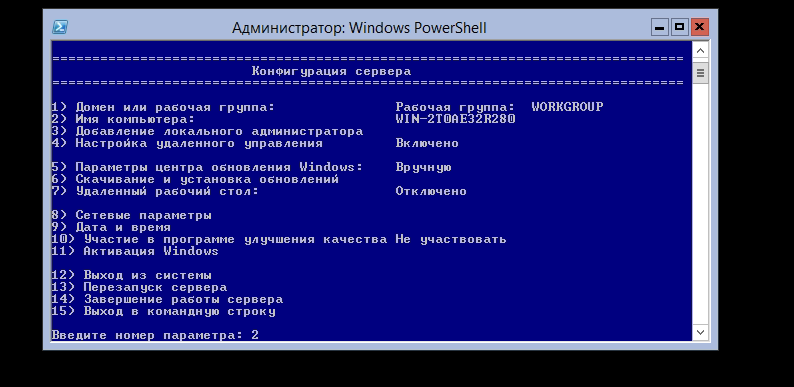 Администратор: Windows PowerShell
===============================================================================
Конфигурация сервера
===============================================================================
1) Домен или рабочая группа: Рабочая группа: WORKGROUP
2) Имя компьютера: WIN-2T0AE32R280
3) Добавление локального администратора
4) Настройка удаленного управления Включено
5) Параметры центра обновления Windows: Вручную
6) Скачивание и установка обновлений
7) Удаленный рабочий стол: Отключено
8) Сетевые параметры
9) Дата и время
10) Участие в программе улучшения качества Не участвовать
11) Активация Windows
12) Выход из системы
13) Перезапуск сервера
14) Завершение работы сервера
15) Выход в командную строку
Введите номер параметра: 2